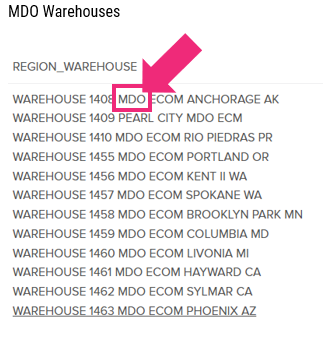 MDO Warehouses
REGION_WAREHOUSE
WAREHOUSE 1408 MDO ECOM ANCHORAGE AK
WAREHOUSE 1409 PEARL CITY MDO ECM
WAREHOUSE 1410 MDO ECOM RIO PIEDRAS PR
WAREHOUSE 1455 MDO ECOM PORTLAND OR
WAREHOUSE 1456 MDO ECOM KENT II WA
WAREHOUSE 1457 MDO ECOM SPOKANE WA
WAREHOUSE 1458 MDO ECOM BROOKLYN PARK MN
WAREHOUSE 1459 MDO ECOM COLUMBIA MD
WAREHOUSE 1460 MDO ECOM LIVONIA MI
WAREHOUSE 1461 MDO ECOM HAYWARD CA
WAREHOUSE 1462 MDO ECOM SYLMAR CA
WAREHOUSE 1463 MDO ECOM PHOENIX AZ